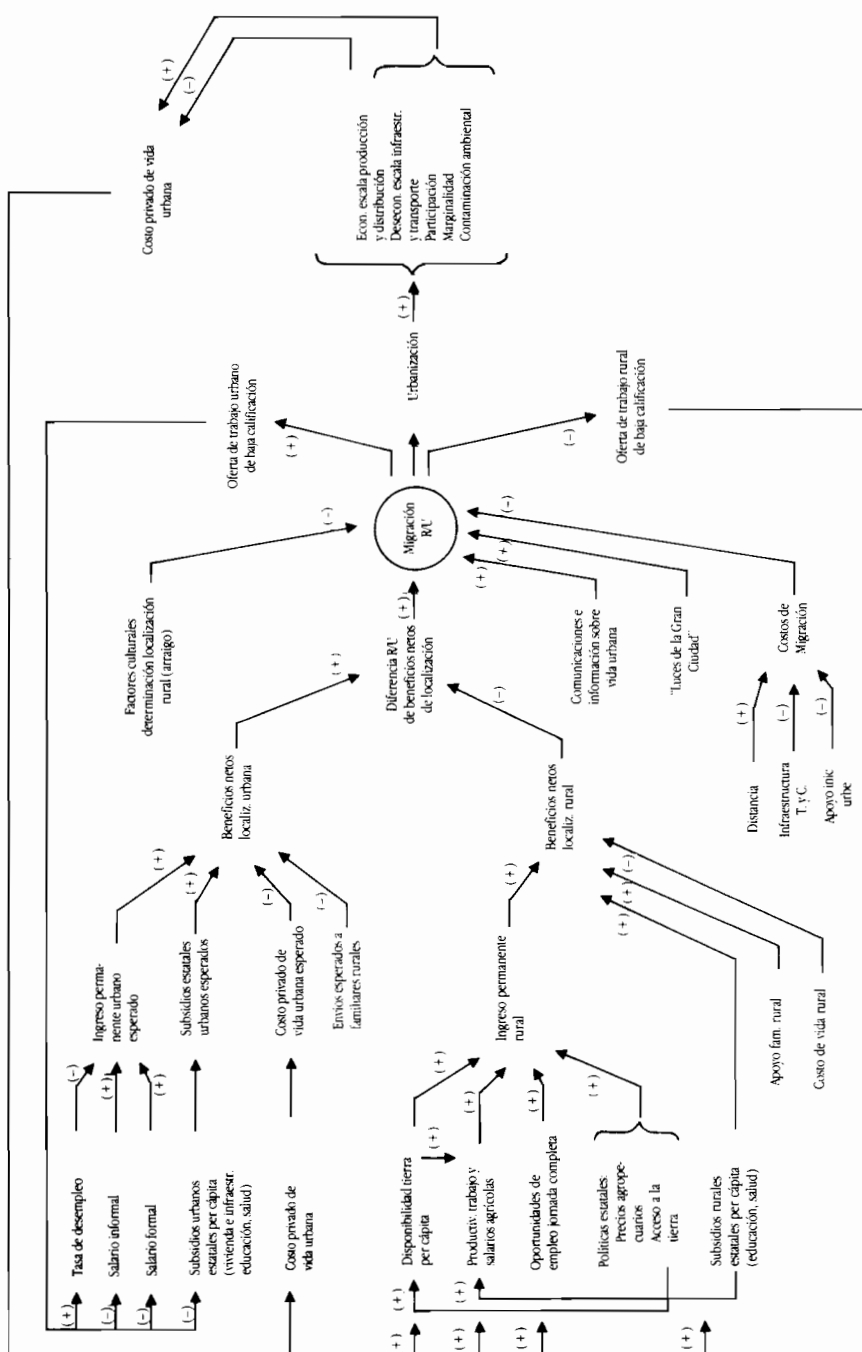 Costo privado de vida
urbana
(+)
(-)
Econ. escala producción
y distribución
Desecon. escala infraestr.
y transporte
Participación
Marginalidad
Contaminación ambiental
Urbanización
(+)
Oferta de trabajo urbano
de baja calificación
(+)
Oferta de trabajo rural
de baja calificación
(-)
Migración
R/U
Factores culturales
determinación localización
rural (arraigo)
(-)
Diferencia R/U
de beneficios netos
de localización
(+)
Comunicaciones e
información sobre
vida urbana
(+)
"Luces de la Gran
Ciudad"
(+)
Costos de
Migración
(-)
Distancia
(+)
Infraestructura
T. y C.
(-)
Apoyo inic
urbe
(-)
Beneficios netos
localiz. urbana
(+)
Beneficios netos
localiz. rural
(-)
Ingreso perma-
nente urbano
esperado
(+)
Subsidios estatales
urbanos esperados
(+)
Costo privado de
vida urbana esperado
(-)
Envíos esperados a
familiares rurales
(-)
Ingreso permanente
rural
(+)
(+)
(+)
(-)
Tasa de desempleo
(-)
Salario informal
(+)
Salario formal
(+)
Subsidios urbanos
estatales per cápita
(vivienda e infraestr.
educación, salud)
Costo privado de
vida urbana
Disponibilidad tierra
per cápita
(+)
(+)
Productiv. trabajo y
salarios agrícolas
(+)
Oportunidades de
empleo jornada completa
(+)
Políticas estatales:
Precios agrope-
cuarios
Acceso a la
tierra
(+)
Subsidios rurales
estatales per cápita
(educación, salud)
Apoyo fam. rural
Costo de vida rural
(+)
(-)
(-)
(-)
(+)
(+)
+)
(+)
(+)
(+)